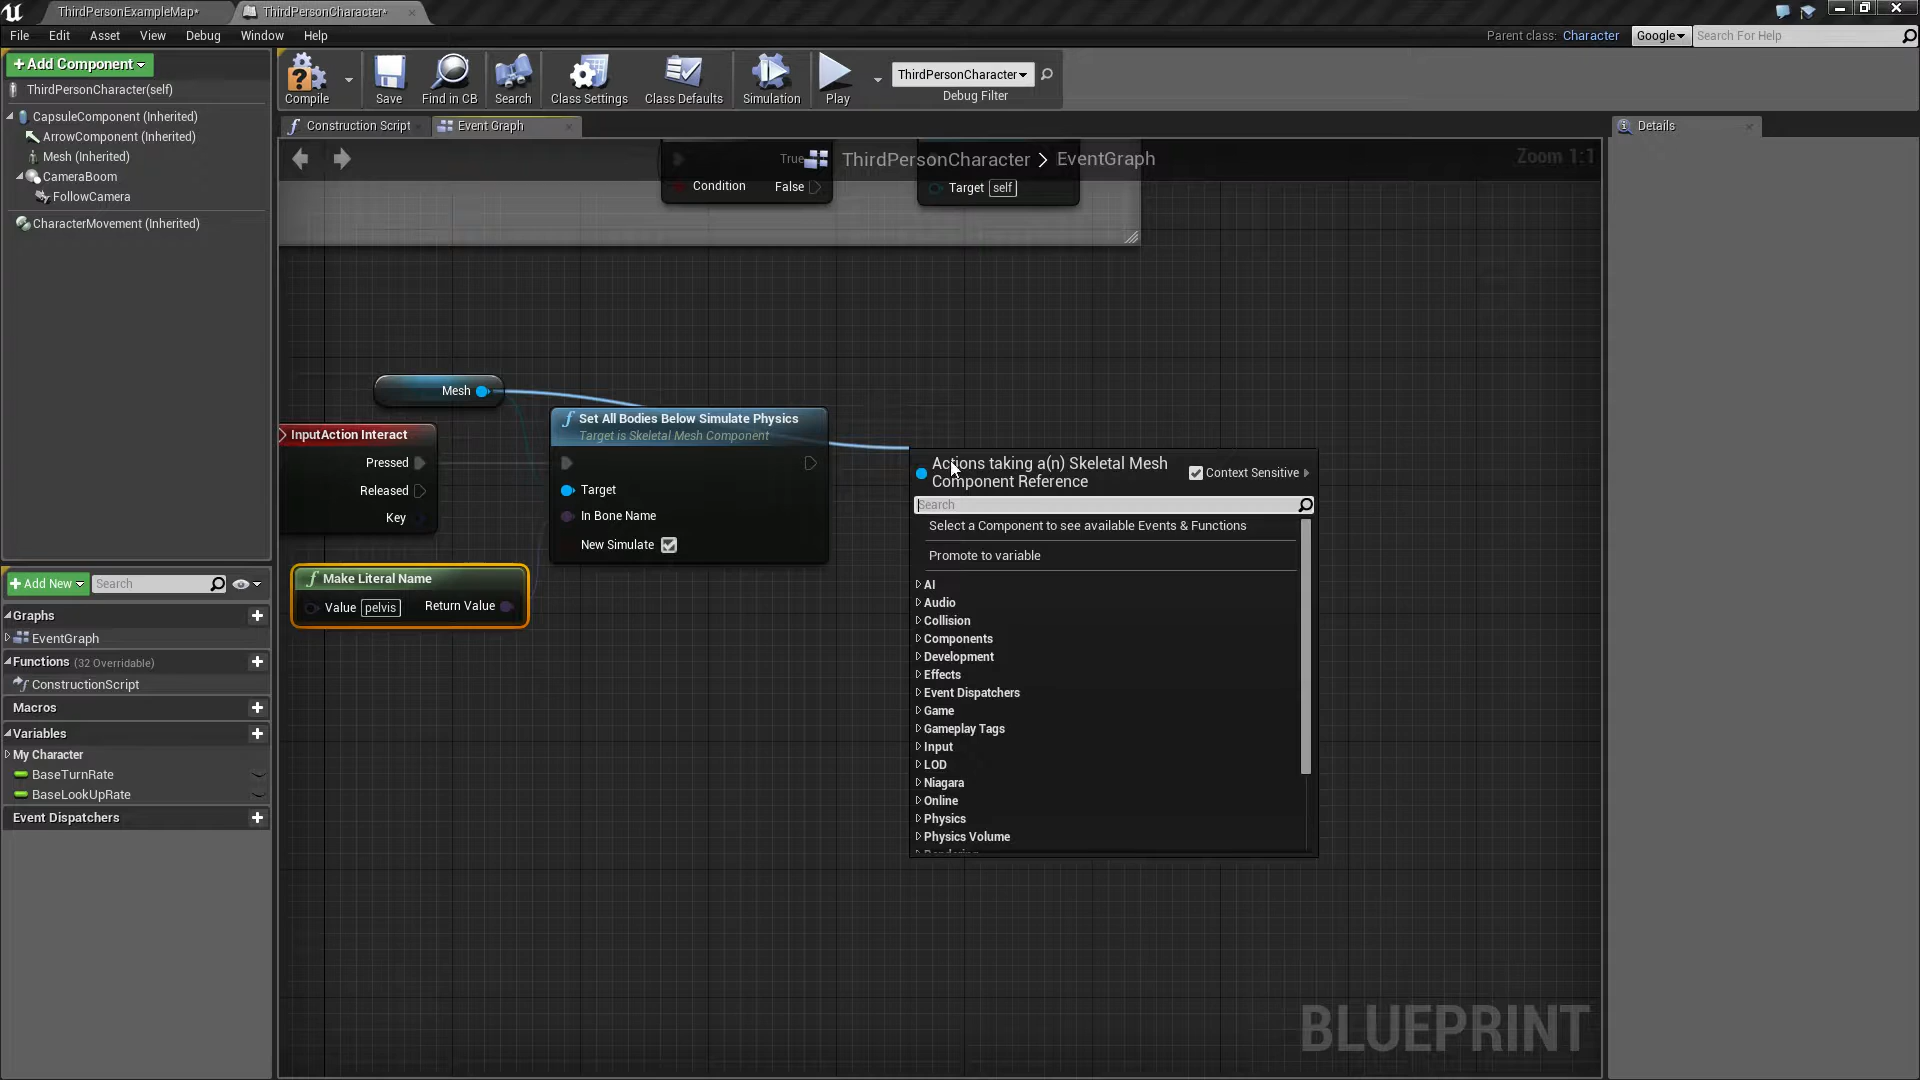 ThirdPersonExampleMap*
ThirdPersonCharacter*
File Edit Asset View Debug Window Help
Parent class: Character Google Search For Help
+Add Component
ThirdPersonCharacter(self)
CapsuleComponent (Inherited)
ArrowComponent (Inherited)
Mesh (Inherited)
CameraBoom
FollowCamera
CharacterMovement (Inherited)
Compile Save Find in CB Search Class Settings Class Defaults Simulation Play
ThirdPersonCharacter
Debug Filter
Construction Script
Event Graph
Details
ThirdPersonCharacter > EventGraph
Zoom 1:1
True
Condition False
Target self
Mesh
InputAction Interact
Pressed
Released
Key
Set All Bodies Below Simulate Physics
Target is Skeletal Mesh Component
Target
In Bone Name
New Simulate
Make Literal Name
Value pelvis Return Value
Actions taking a(n) Skeletal Mesh
Component Reference
Context Sensitive
Search
Select a Component to see available Events & Functions
Promote to variable
AI
Audio
Collision
Components
Development
Effects
Event Dispatchers
Game
Gameplay Tags
Input
LOD
Niagara
Online
Physics
Physics Volume
+Add New Search
Graphs
EventGraph
Functions (32 Overridable)
ConstructionScript
Macros
Variables
My Character
BaseTurnRate
BaseLookUpRate
Event Dispatchers
BLUEPRINT